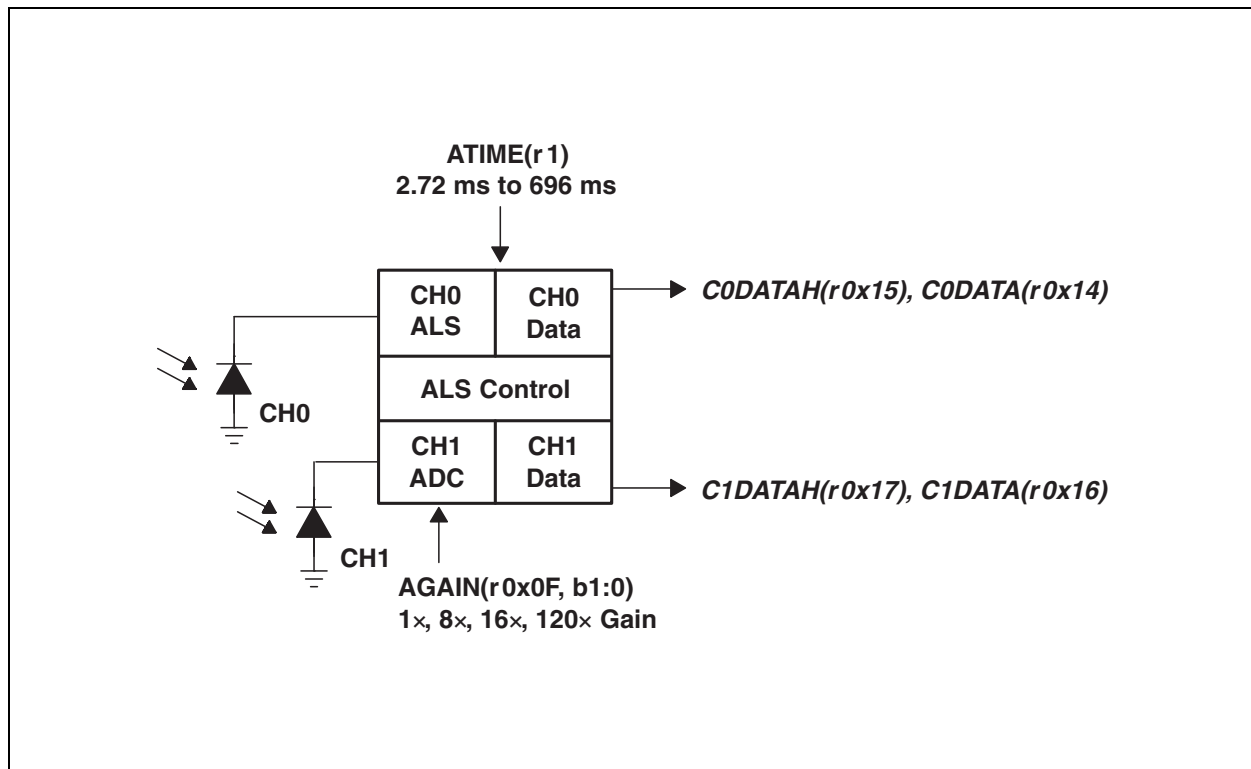 ATIME(r 1)
2.72 ms to 696 ms
CH0
ALS
CH0
Data
C0DATAH(r0x15), C0DATA(r0x14)
ALS Control
CH0
CH1
ADC
CH1
Data
C1DATAH(r0x17), C1DATA(r0x16)
CH1
AGAIN(r0x0F, b1:0)
1×, 8×, 16×, 120× Gain